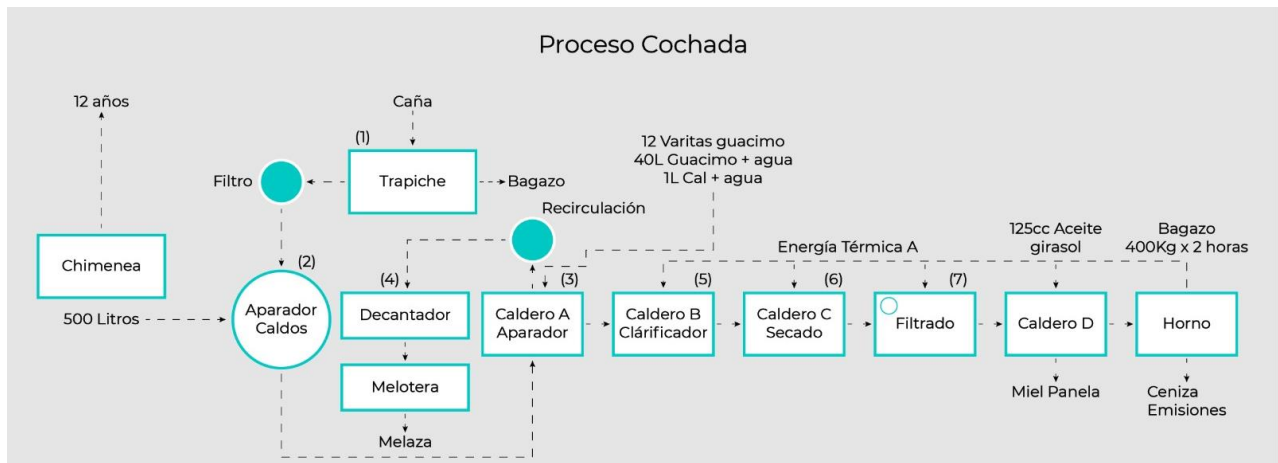 Proceso Cochada
12 años
Caña
(1)
Trapiche
Filtro
Bagazo
12 Varitas guacimo
40L Guacimo + agua
1L Cal + agua
Recirculación
Chimenea
500 Litros
(2)
Aparador
Caldos
(4)
Decantador
Melotera
Melaza
(3)
Caldero A
Aparador
Energía Térmica A
(5)
Caldero B
Clárificador
(6)
Caldero C
Secado
(7)
Filtrado
125cc Aceite
girasol
Caldero D
Miel Panela
Bagazo
400Kg x 2 horas
Horno
Ceniza
Emisiones